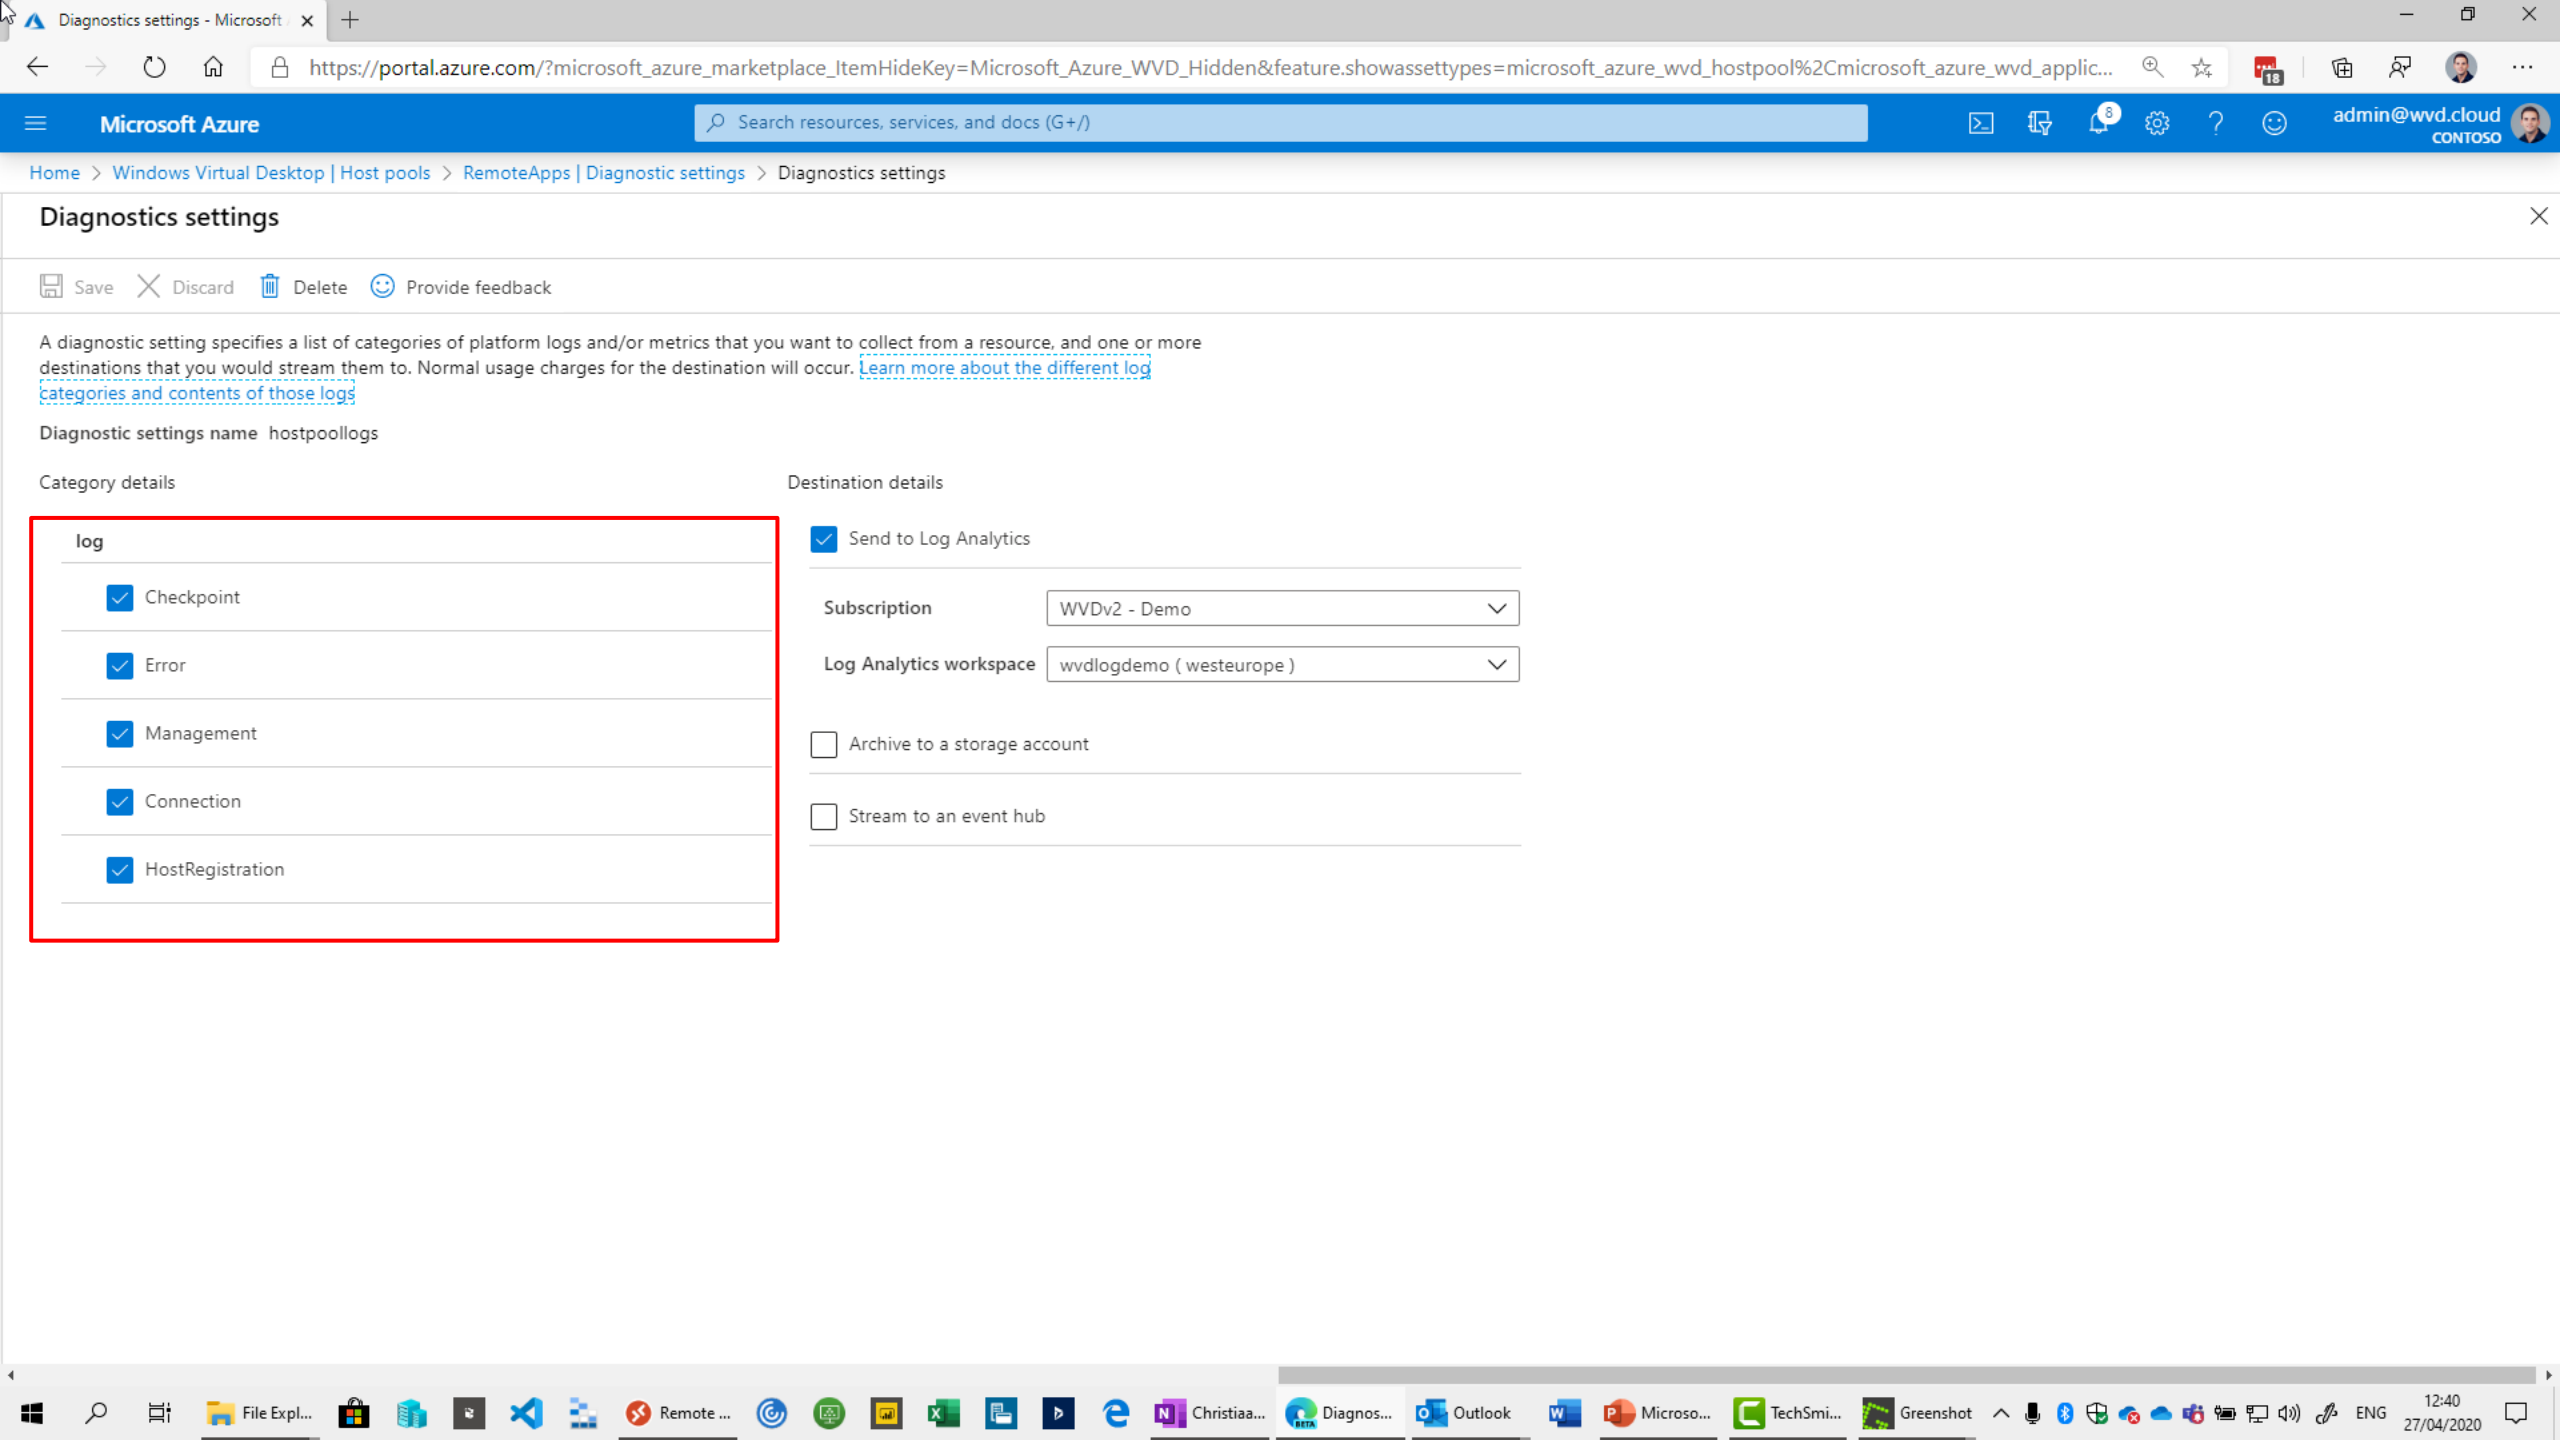 Diagnostics settings - Microsoft
https://portal.azure.com/?microsoft_azure_marketplace_ItemHideKey=Microsoft_Azure_WVD_Hidden&feature.showassettypes=microsoft_azure_wvd_hostpool%2Cmicrosoft_azure_wvd_applic...
18
Microsoft Azure
Search resources, services, and docs (G+/)
8
admin@wvd.cloud
CONTOSO
Home > Windows Virtual Desktop | Host pools > RemoteApps | Diagnostic settings > Diagnostics settings
Diagnostics settings
Save Discard Delete Provide feedback
A diagnostic setting specifies a list of categories of platform logs and/or metrics that you want to collect from a resource, and one or more
destinations that you would stream them to. Normal usage charges for the destination will occur. Learn more about the different log
categories and contents of those logs
Diagnostic settings name hostpoollogs
Category details
log
Checkpoint
Error
Management
Connection
HostRegistration
Destination details
Send to Log Analytics
Subscription WVDv2 - Demo
Log Analytics workspace wvdlogdemo ( westeurope )
Archive to a storage account
Stream to an event hub
File Expl... Remote ... Christiaa... Diagnos... Outlook Microso... TechSmi... Greenshot ENG
12:40
27/04/2020